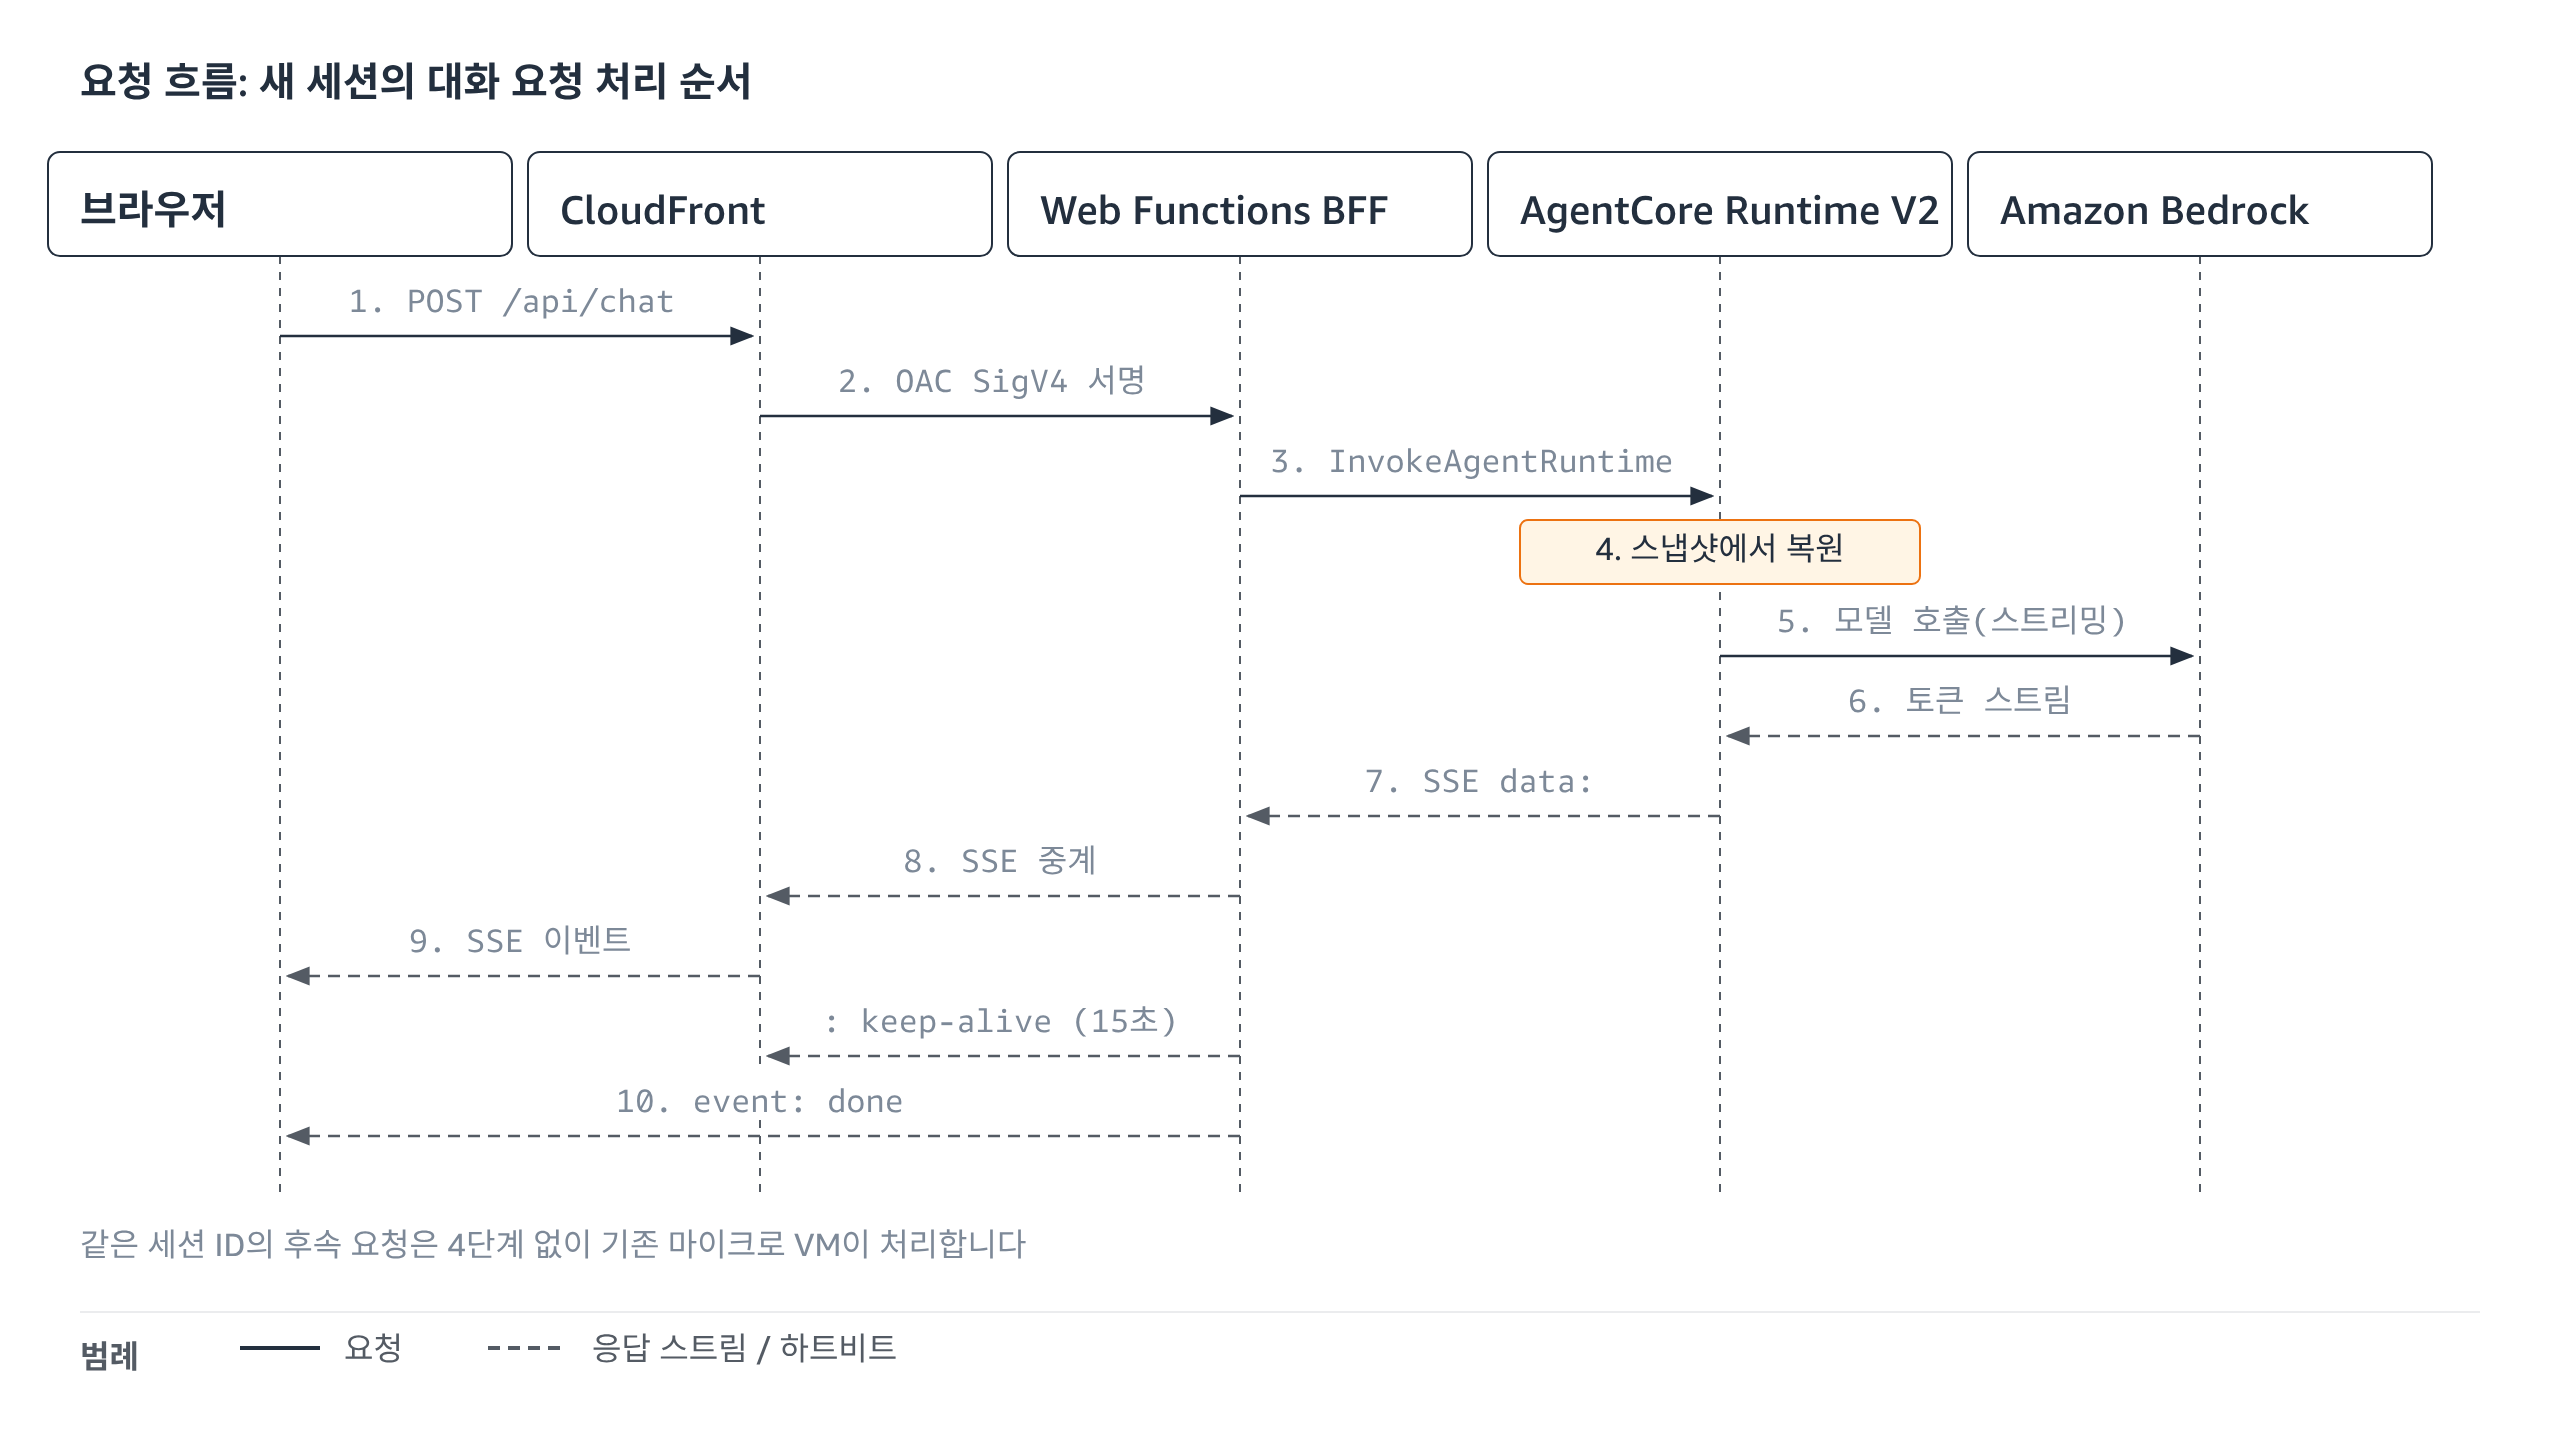 요청 흐름: 새 세션의 대화 요청 처리 순서
브라우저
CloudFront
Web Functions BFF
AgentCore Runtime V2
Amazon Bedrock
1. POST /api/chat
2. OAC SigV4 서명
3. InvokeAgentRuntime
4. 스냅샷에서 복원
5. 모델 호출(스트리밍)
6. 토큰 스트림
7. SSE data:
8. SSE 중계
9. SSE 이벤트
: keep-alive (15초)
10. event: done
같은 세션 ID의 후속 요청은 4단계 없이 기존 마이크로 VM이 처리합니다
범례
요청
응답 스트림 / 하트비트